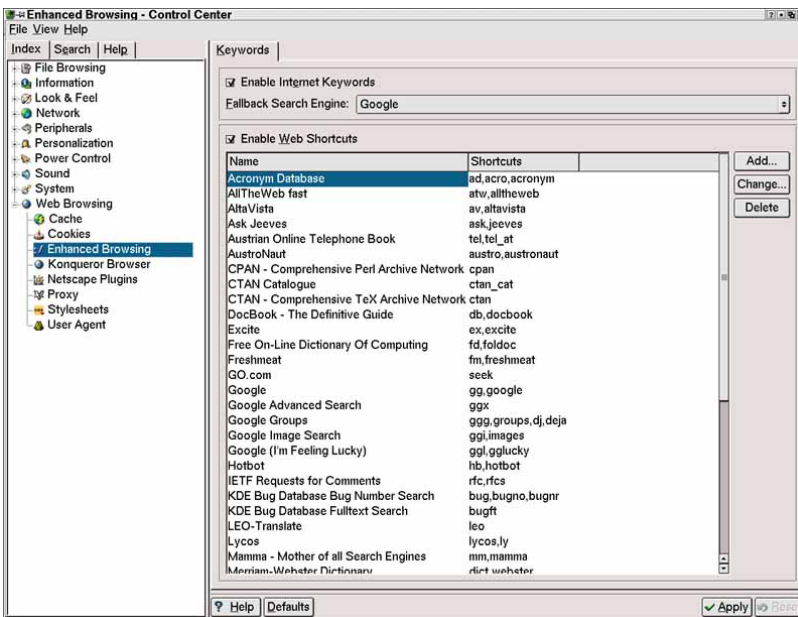 Enhanced Browsing - Control Center
File View Help
Index Search Help
File Browsing
Information
Look & Feel
Network
Peripherals
Personalization
Power Control
Sound
System
Web Browsing
Cache
Cookies
Enhanced Browsing
Konqueror Browser
Netscape Plugins
Proxy
Stylesheets
User Agent
Keywords
Enable Internet Keywords
Fallback Search Engine: Google
Enable Web Shortcuts
Name Shortcuts
Acronym Database ad,acro,acronym
AllTheWeb fast atw,alltheweb
AltaVista av,altavista
Ask Jeeves ask,jeeves
Austrian Online Telephone Book tel,tel_at
AustroNaut austro,austronaut
CPAN - Comprehensive Perl Archive Network cpan
CTAN Catalogue ctan_cat
CTAN - Comprehensive TeX Archive Network ctan
DocBook - The Definitive Guide db,docbook
Excite ex,excite
Free On-Line Dictionary Of Computing fd,foldoc
Freshmeat fm,freshmeat
GO.com seek
Google gg,google
Google Advanced Search ggx
Google Groups ggg,groups,dj,deja
Google Image Search ggi,images
Google (I'm Feeling Lucky) ggl,gglucky
Hotbot hb,hotbot
IETF Requests for Comments rfc,rfcs
KDE Bug Database Bug Number Search bug,bugno,bugnr
KDE Bug Database Fulltext Search bugft
LEO-Translate leo
Lycos lycos,ly
Mamma - Mother of all Search Engines mm,mamma
Merriam-Webster Dictionary dict,webster
Add...
Change...
Delete
? Help Defaults
Apply Rese